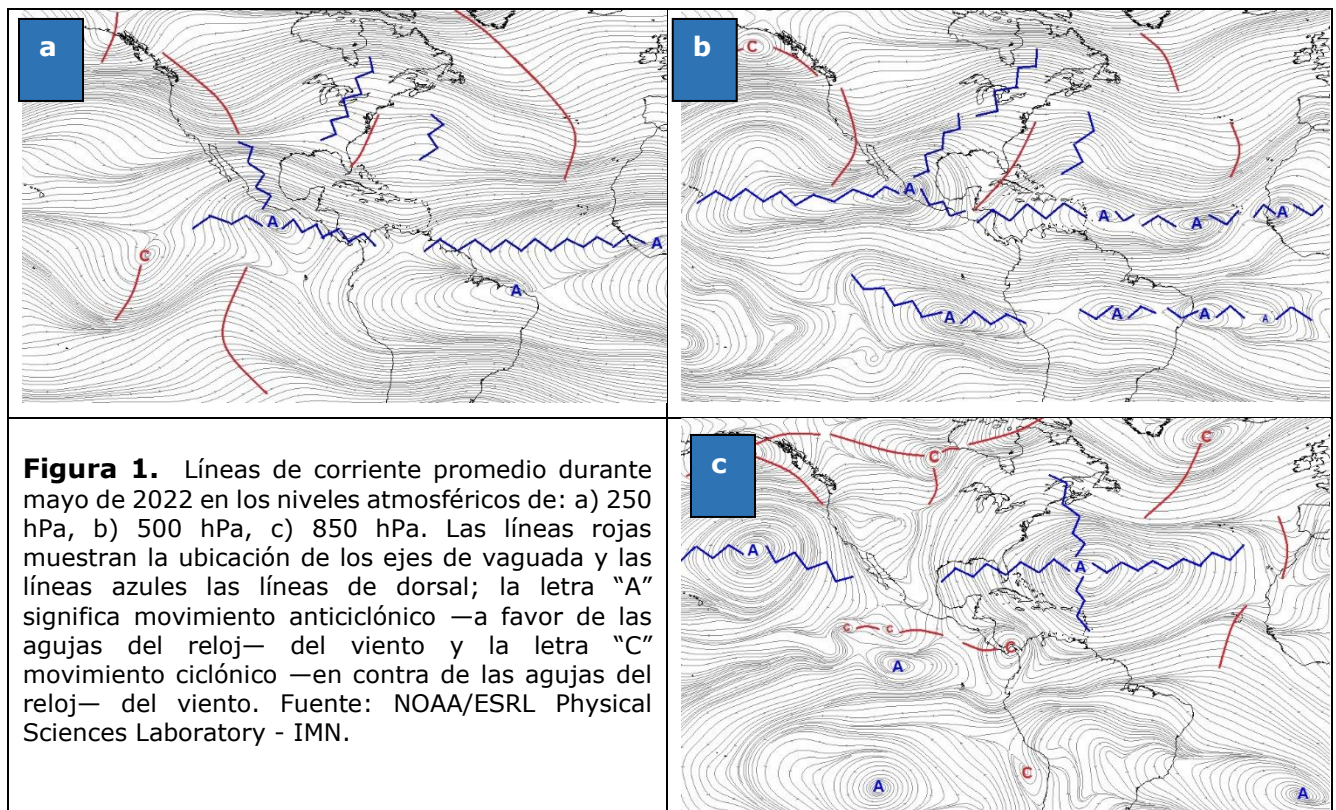 a
C
A
A
A
b
C
A
A
A
A
A
A
A
A
Figura 1. Líneas de corriente promedio durante
mayo de 2022 en los niveles atmosféricos de: a) 250
hPa, b) 500 hPa, c) 850 hPa. Las líneas rojas
muestran la ubicación de los ejes de vaguada y las
líneas azules las líneas de dorsal; la letra “A”
significa movimiento anticiclónico —a favor de las
agujas del reloj— del viento y la letra “C”
movimiento ciclónico —en contra de las agujas del
reloj— del viento. Fuente: NOAA/ESRL Physical
Sciences Laboratory - IMN.
c
C
C
A
A
C
C
C
A
C
A
A